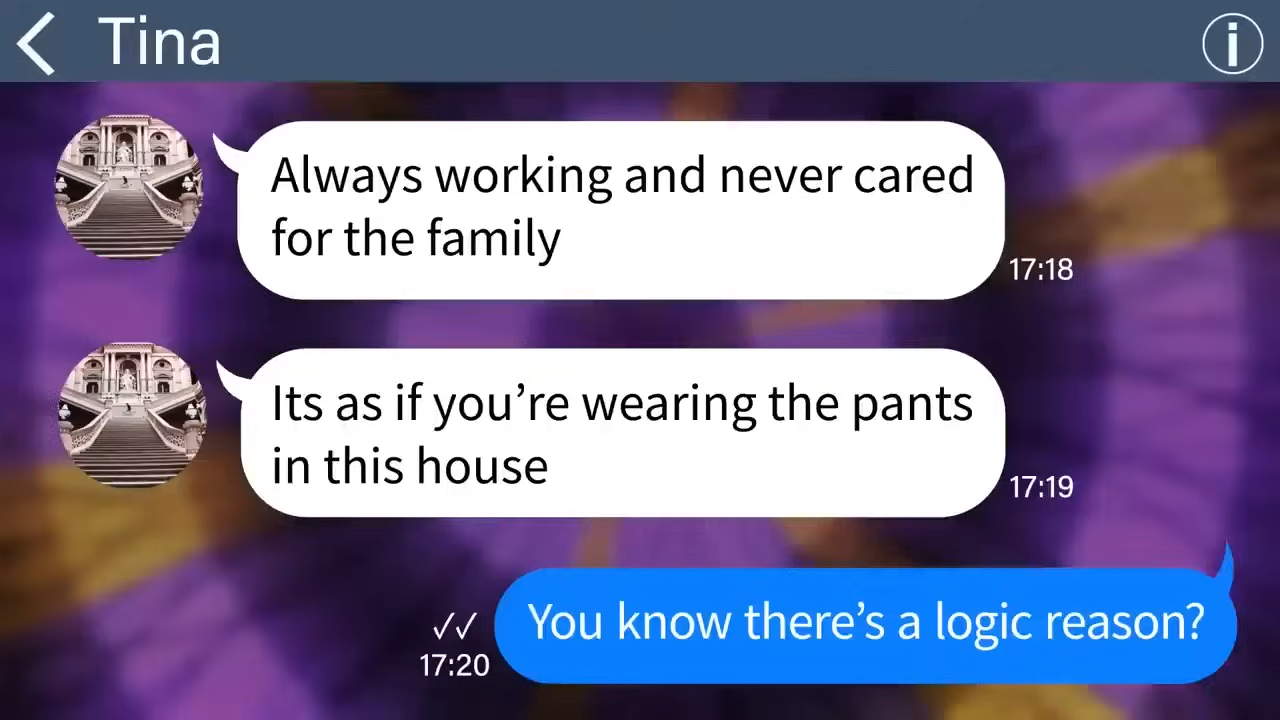 Tina
Always working and never cared
for the family
17:18
Its as if you’re wearing the pants
in this house
17:19
You know there’s a logic reason?
17:20